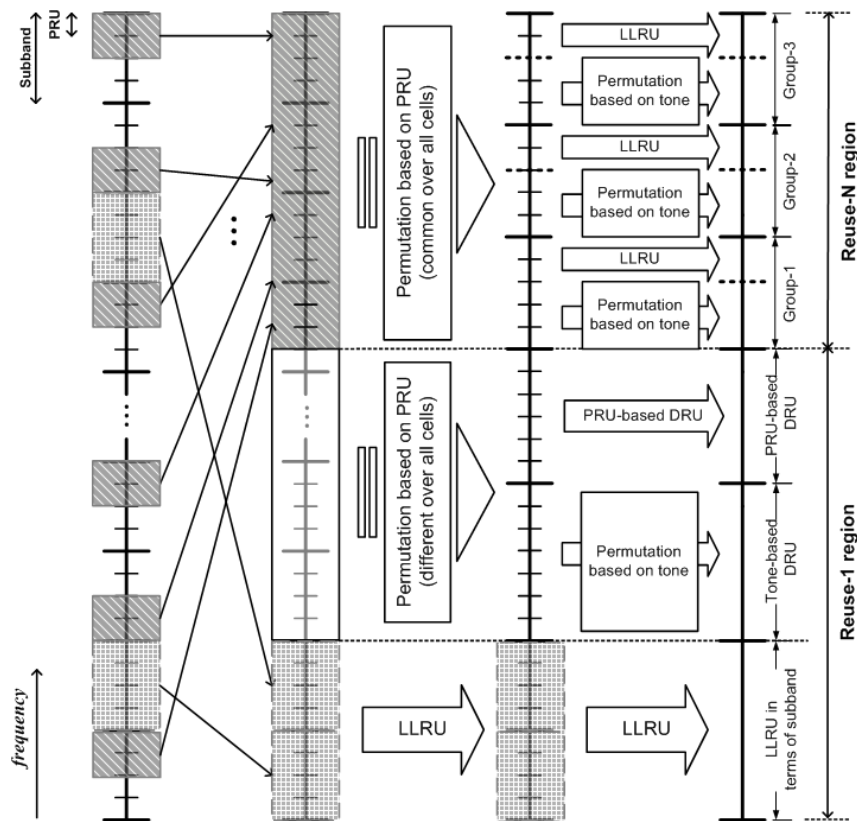 Subband
PRU
frequency
Permutation based on PRU
(common over all cells)
Permutation based on PRU
(different over all cells)
LLRU
LLRU
Permutation
based on tone
LLRU
Permutation
based on tone
LLRU
Permutation
based on tone
PRU-based DRU
Permutation
based on tone
LLRU
Group-3
Group-2
Group-1
PRU-based
DRU
Tone-based
DRU
LLRU in
terms of subband
Reuse-N region
Reuse-1 region